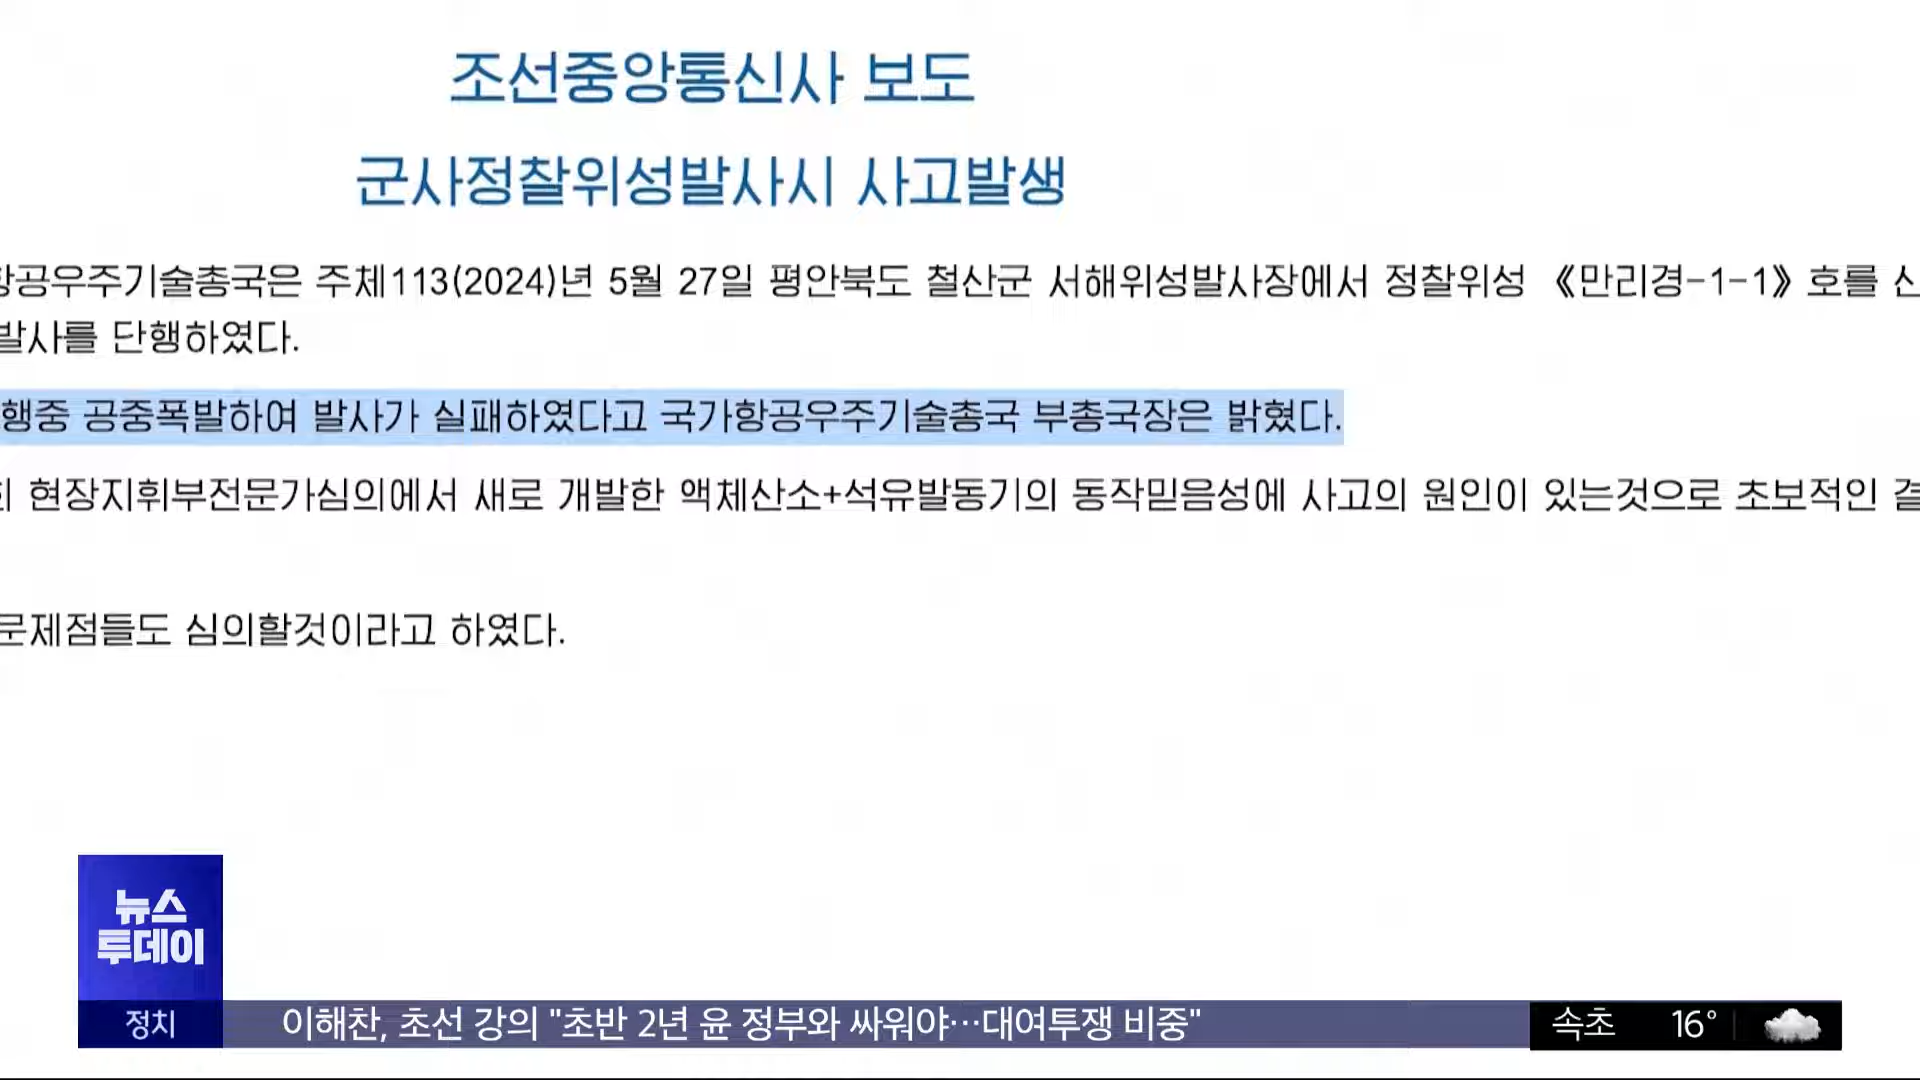 조선중앙통신사 보도
군사정찰위성발사시 사고발생
항공우주기술총국은 주체113(2024)년 5월 27일 평안북도 철산군 서해위성발사장에서 정찰위성 《만리경-1-1》호를 신
발사를 단행하였다.
행중 공중폭발하여 발사가 실패하였다고 국가항공우주기술총국 부총국장은 밝혔다.
현장지휘부전문가심의에서 새로 개발한 액체산소+석유발동기의 동작믿음성에 사고의 원인이 있는것으로 초보적인 결
문제점들도 심의할것이라고 하였다.
뉴스
투데이
정치 이해찬, 초선 강의 "초반 2년 윤 정부와 싸워야…대여투쟁 비중" 속초 16°